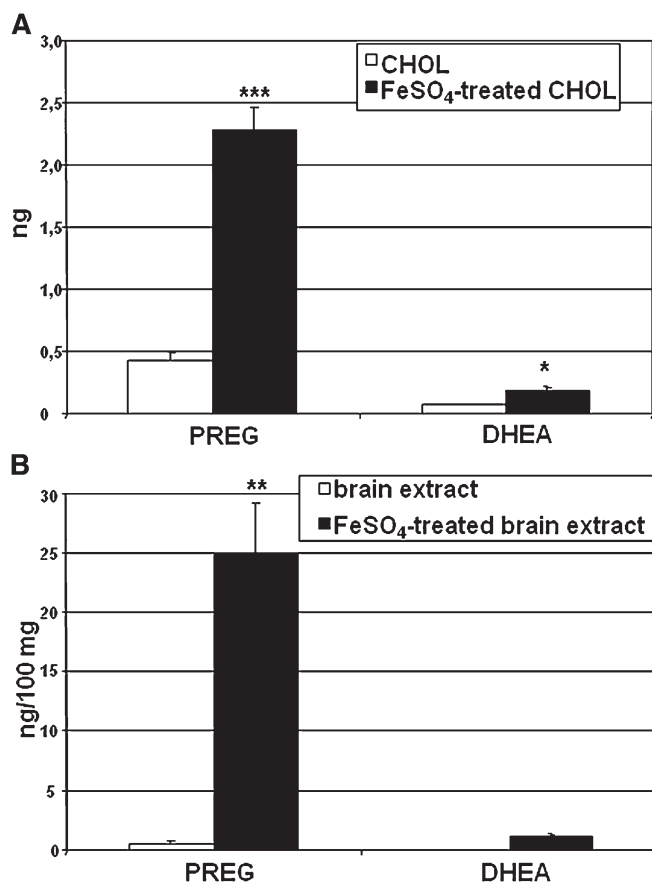 A
3,0
CHOL
FeSO4-treated CHOL
2,5
***
2,0
ng
1,5
1,0
0,5
*
0
PREG
DHEA
B
30
**
brain extract
FeSO4-treated brain extract
25
20
ng/100 mg
15
10
5
0
PREG
DHEA